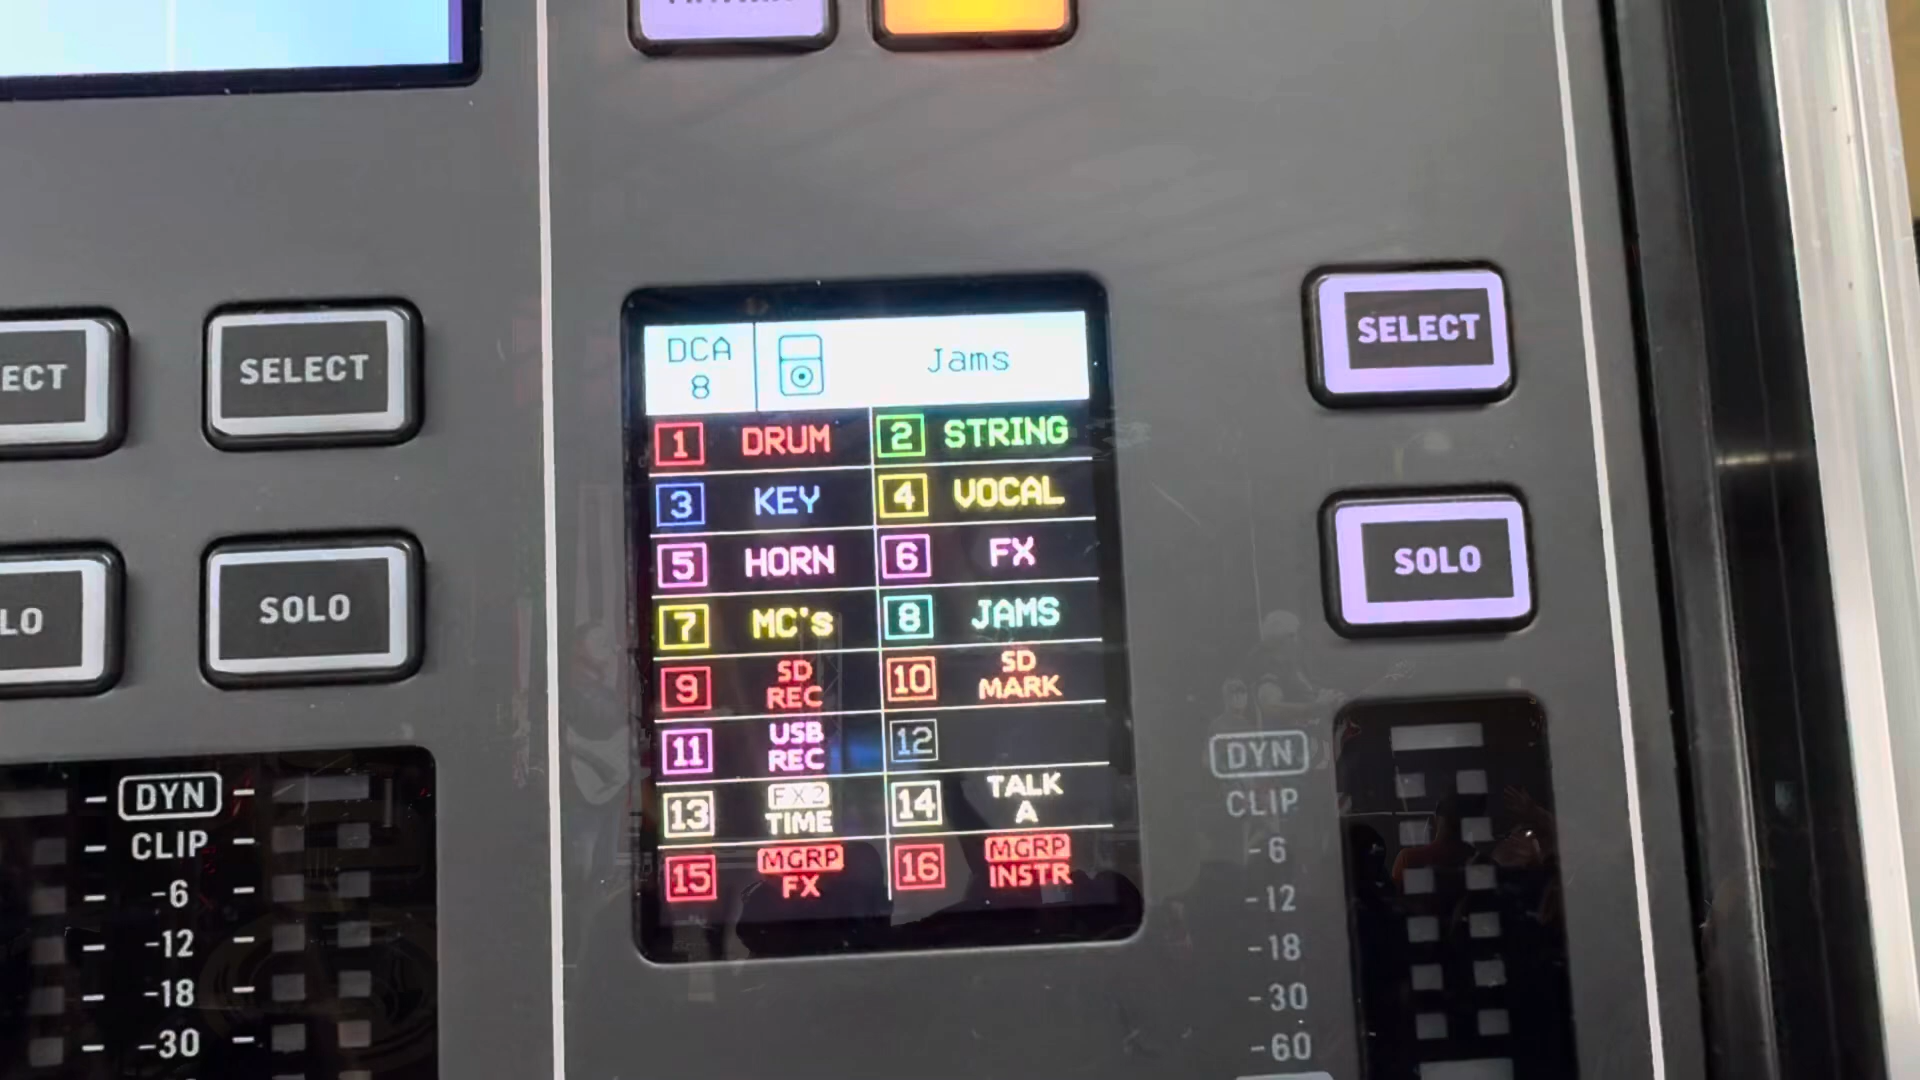 ECT
SELECT
LO
SOLO
DYN
CLIP
-6
-12
-18
-30
DCA
8
Jams
1 DRUM
2 STRING
3 KEY
4 VOCAL
5 HORN
6 FX
7 MC's
8 JAMS
9 SD
REC
10 SD
MARK
11 USB
REC
12
13 FX2
TIME
14 TALK
A
15 MGRP
FX
16 MGRP
INSTR
SELECT
SOLO
DYN
CLIP
-6
-12
-18
-30
-60